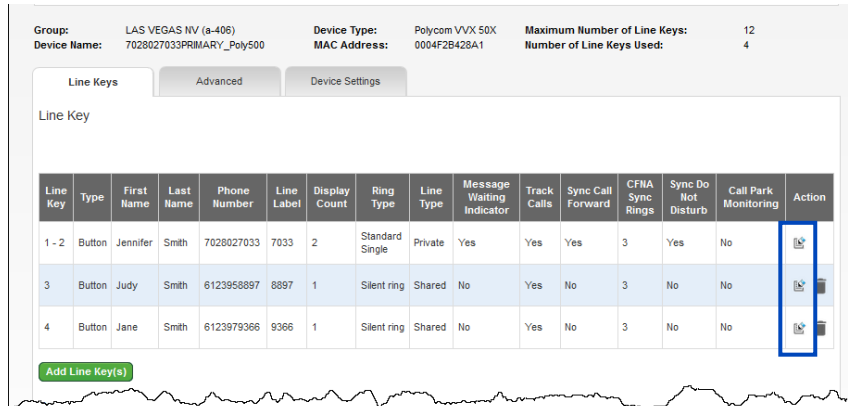 Group: LAS VEGAS NV (a-406) Device Type: Polycom VVX 50X Maximum Number of Line Keys: 12
Device Name: 7028027033PRIMARY_Poly500 MAC Address: 0004F2B428A1 Number of Line Keys Used: 4
Line Keys Advanced Device Settings
Line Key
Line Key Type First Name Last Name Phone Number Line Label Display Count Ring Type Line Type Message Waiting Indicator Track Calls Sync Call Forward CFNA Sync Rings Sync Do Not Disturb Call Park Monitoring Action
1 - 2 Button Jennifer Smith 7028027033 7033 2 Standard Single Private Yes Yes Yes 3 Yes No
3 Button Judy Smith 6123958897 8897 1 Silent ring Shared No Yes No 3 No No
4 Button Jane Smith 6123979366 9366 1 Silent ring Shared No Yes No 3 No No
Add Line Key(s)